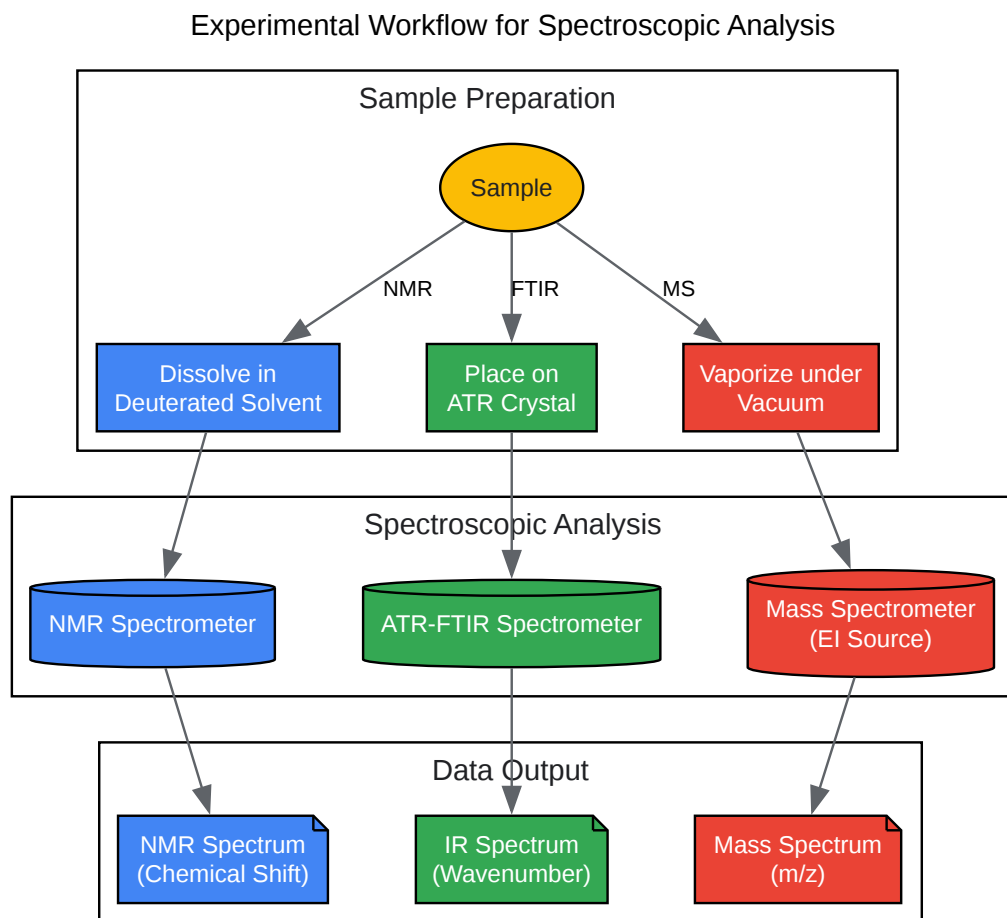 Experimental Workflow for Spectroscopic Analysis
Sample Preparation
Sample
NMR
FTIR
MS
Dissolve in
Deuterated Solvent
Place on
ATR Crystal
Vaporize under
Vacuum
Spectroscopic Analysis
NMR Spectrometer
ATR-FTIR Spectrometer
Mass Spectrometer
(EI Source)
Data Output
NMR Spectrum
(Chemical Shift)
IR Spectrum
(Wavenumber)
Mass Spectrum
(m/z)